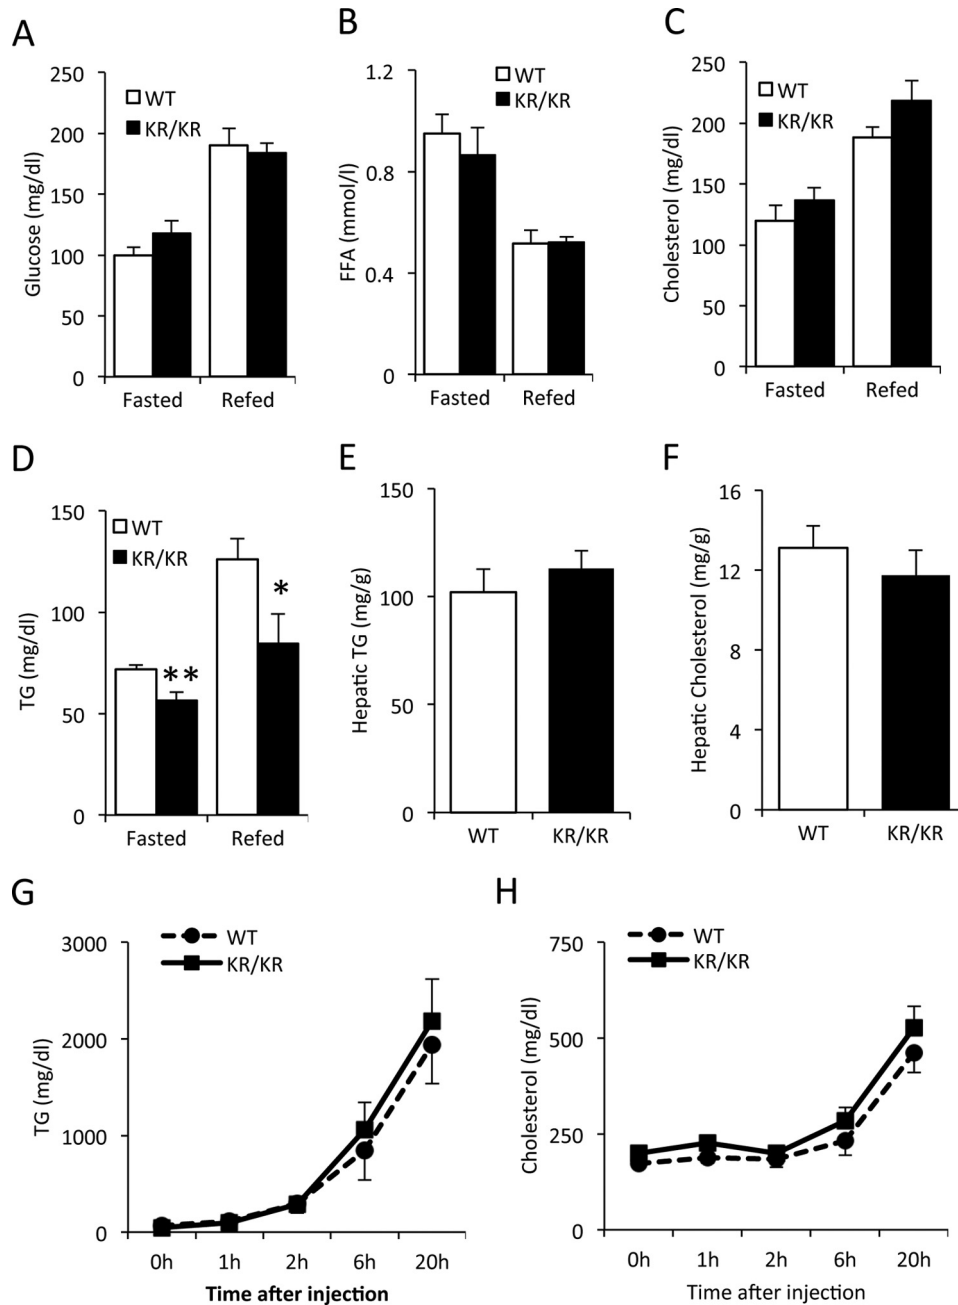 A
Glucose (mg/dl)
250
200
150
100
50
0
WT
KR/KR
Fasted Refed
B
FFA (mmol/l)
1.2
0.8
0.4
0
WT
KR/KR
Fasted Refed
C
Cholesterol (mg/dl)
250
200
150
100
50
0
WT
KR/KR
Fasted Refed
D
TG (mg/dl)
150
100
50
0
WT
KR/KR
**
*
Fasted Refed
E
Hepatic TG (mg/g)
150
100
50
0
WT KR/KR
F
Hepatic Cholesterol (mg/g)
16
12
8
4
0
WT KR/KR
G
TG (mg/dl)
3000
2000
1000
0
WT
KR/KR
0h 1h 2h 6h 20h
Time after injection
H
Cholesterol (mg/dl)
750
500
250
0
WT
KR/KR
0h 1h 2h 6h 20h
Time after injection